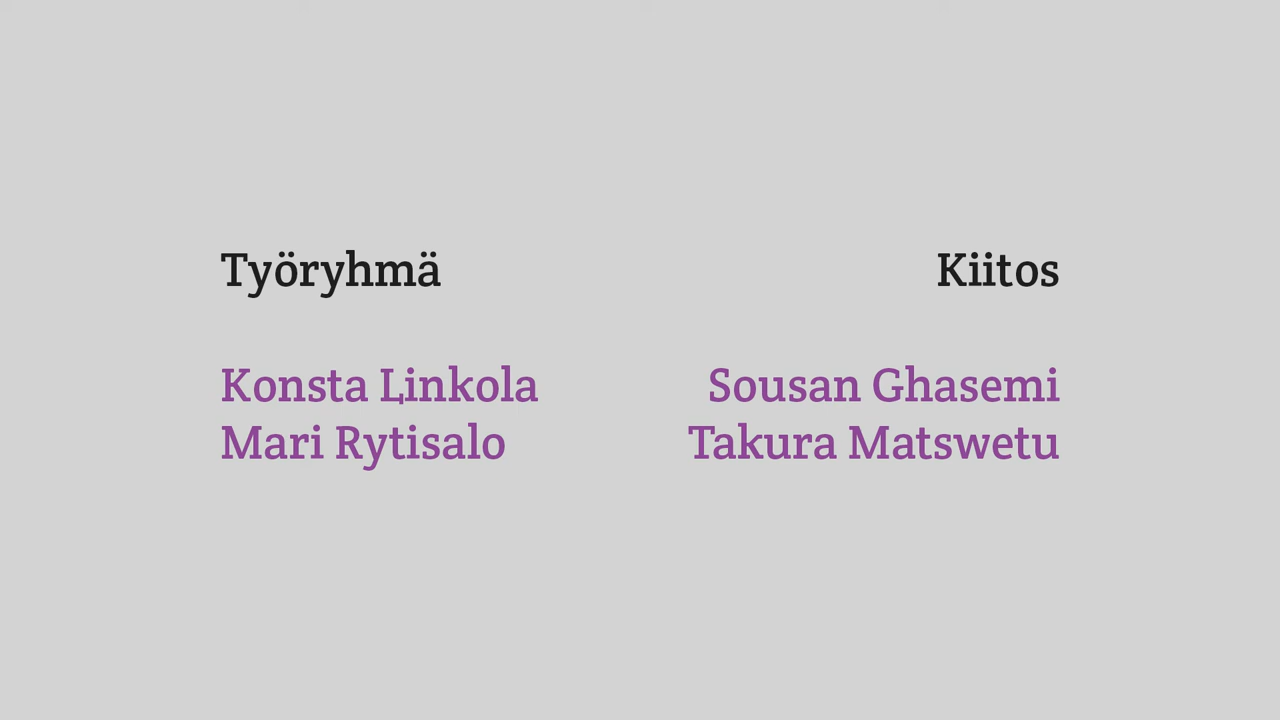 Työryhmä
Konsta Linkola
Mari Rytisalo
Kiitos
Sousan Ghasemi
Takura Matswetu